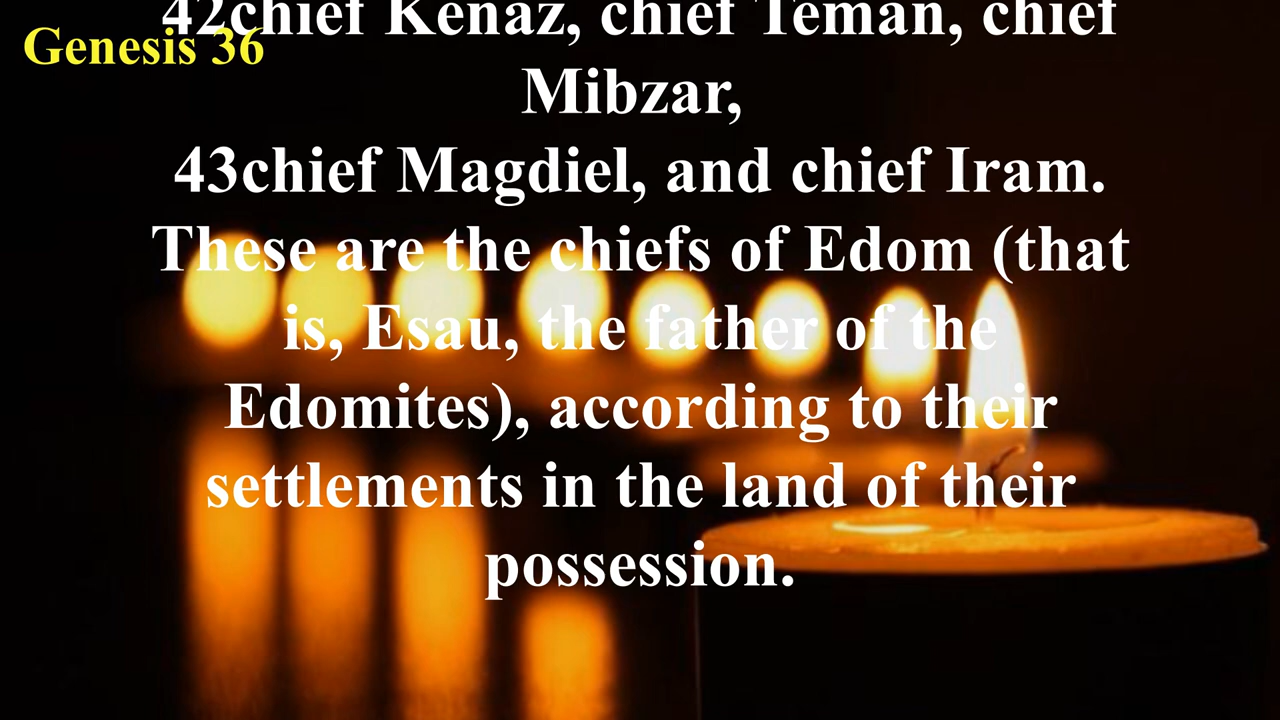 42chief Kenaz, chief Teman, chief
Genesis 36
Mibzar,
43chief Magdiel, and chief Iram.
These are the chiefs of Edom (that
is, Esau, the father of the
Edomites), according to their
settlements in the land of their
possession.